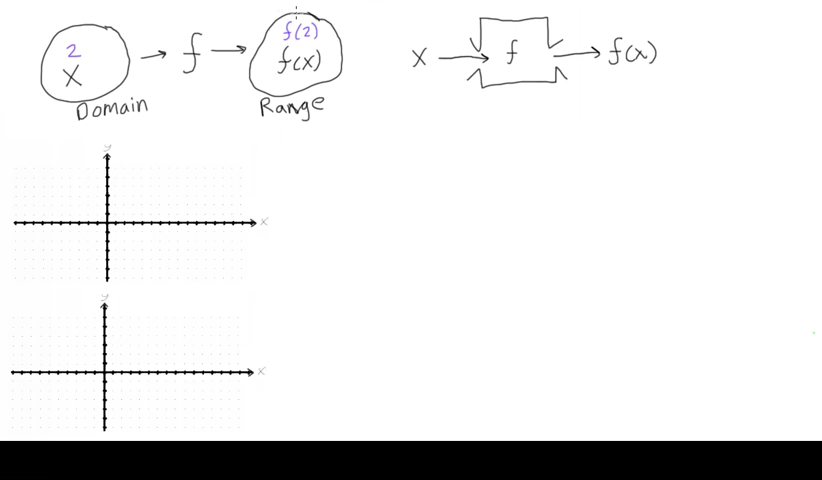 2 f(2)
x → f → f(x) x → f → f(x)
Domain Range
y
x
y
x